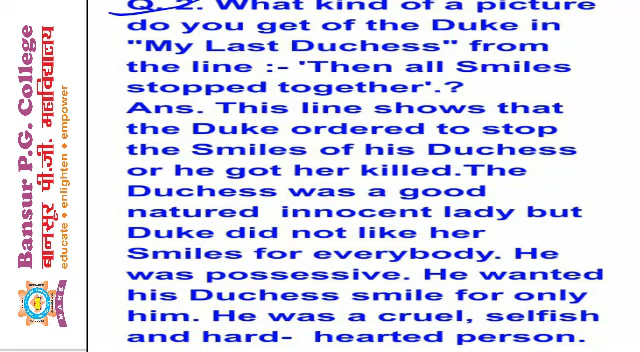 Q. 2. What kind of a picture
do you get of the Duke in
"My Last Duchess" from
the line :- 'Then all Smiles
stopped together'.?
Ans. This line shows that
the Duke ordered to stop
the Smiles of his Duchess
or he got her killed.The
Duchess was a good
natured innocent lady but
Duke did not like her
Smiles for everybody. He
was possessive. He wanted
his Duchess smile for only
him. He was a cruel, selfish
and hard- hearted person.
Bansur P.G. College
बानसूर पी.जी. महाविद्यालय
educate • enlighten • empower